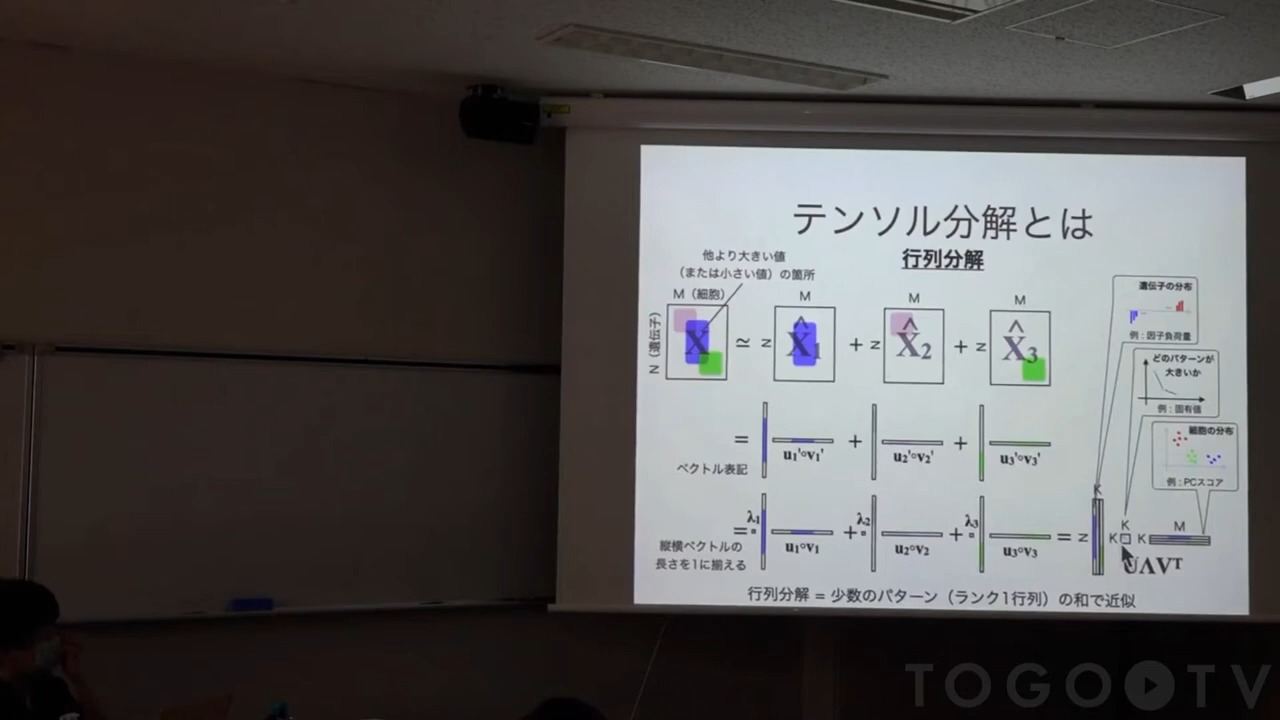 テンソル分解とは
行列分解
他より大きい値
（または小さい値）の箇所
M（細胞）
M
M
M
N（遺伝子）
X
≃
N
X̂1
+
N
X̂2
+
N
X̂3
=
u1'∘v1'
+
u2'∘v2'
+
u3'∘v3'
ベクトル表記
=
λ1
u1∘v1
+
λ2
u2∘v2
+
λ3
u3∘v3
=
N
K
K
K
K
M
UΛVᵀ
縦横ベクトルの
長さを1に揃える
遺伝子の分布
例：因子負荷量
どのパターンが
大きいか
例：固有値
細胞の分布
例：PCスコア
行列分解 = 少数のパターン（ランク1行列）の和で近似
TOGO TV